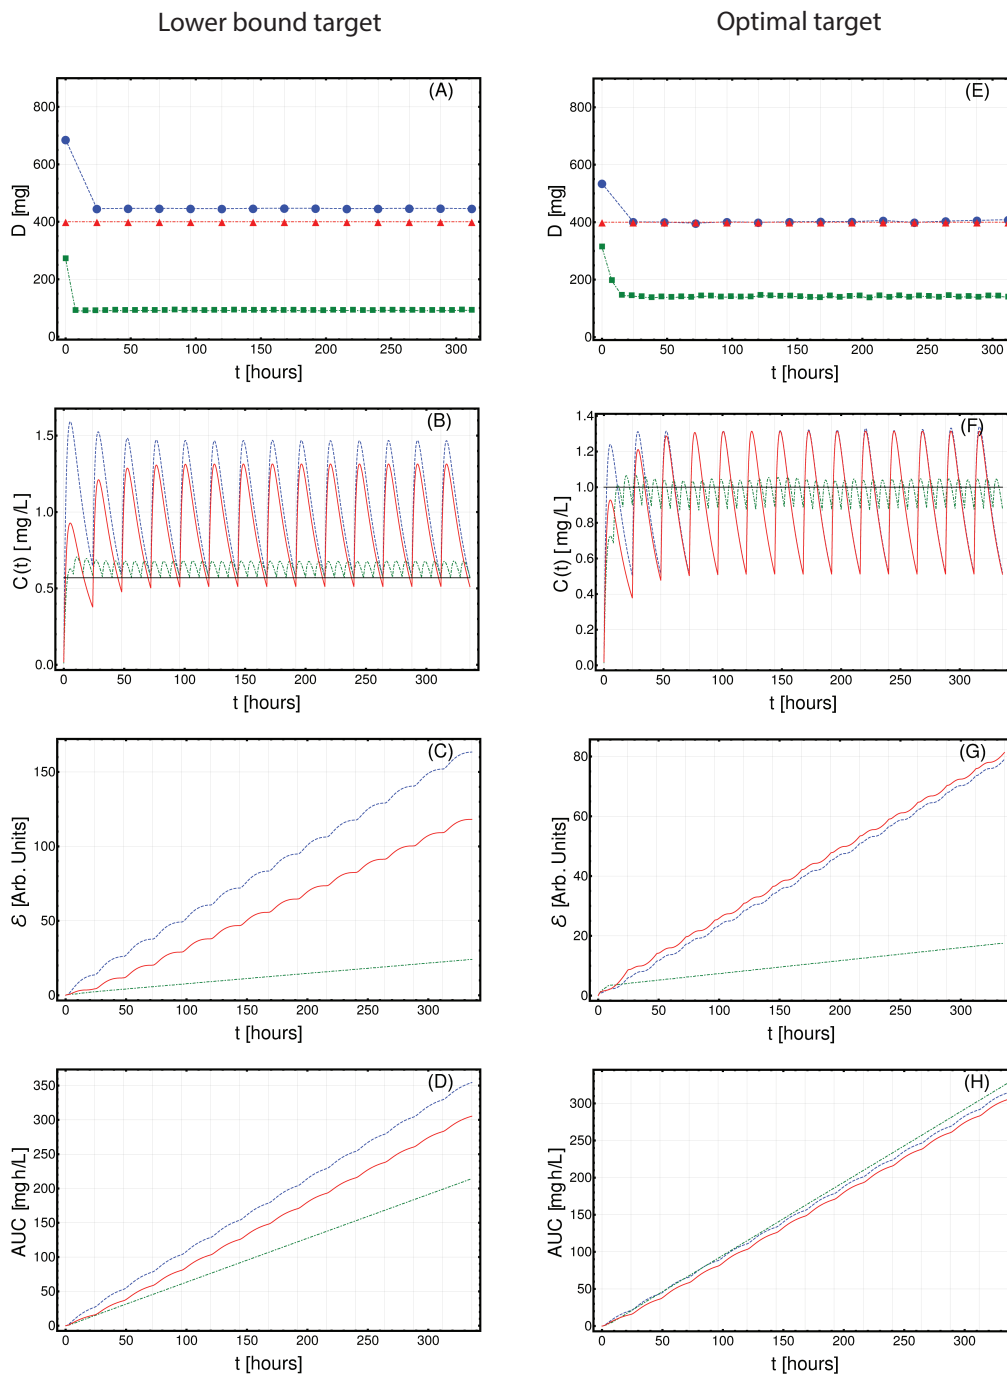 Lower bound target
Optimal target
(A)
800
600
400
200
0
D [mg]
0 50 100 150 200 250 300
t [hours]
(E)
800
600
400
200
0
D [mg]
0 50 100 150 200 250 300
t [hours]
(B)
1.5
1.0
0.5
0.0
C(t) [mg/L]
0 50 100 150 200 250 300
t [hours]
(F)
1.4
1.2
1.0
0.8
0.6
0.4
0.2
0.0
C(t) [mg/L]
0 50 100 150 200 250 300
t [hours]
(C)
150
100
50
0
ℰ [Arb. Units]
0 50 100 150 200 250 300
t [hours]
(G)
80
60
40
20
0
ℰ [Arb. Units]
0 50 100 150 200 250 300
t [hours]
(D)
350
300
250
200
150
100
50
0
AUC [mgh/L]
0 50 100 150 200 250 300
t [hours]
(H)
300
250
200
150
100
50
0
AUC [mgh/L]
0 50 100 150 200 250 300
t [hours]